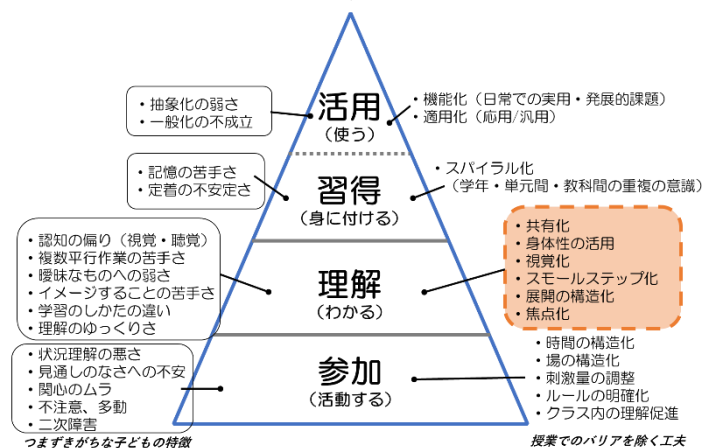 ・抽象化の弱さ
・一般化の不成立
活用
(使う)
・機能化（日常での実用・発展的課題）
・適用化（応用/汎用）
・記憶の苦手さ
・定着の不安定さ
習得
(身に付ける)
・スパイラル化
（学年・単元間・教科間の重複の意識）
・認知の偏り（視覚・聴覚）
・複数平行作業の苦手さ
・曖昧なものへの弱さ
・イメージすることの苦手さ
・学習のしかたの違い
・理解のゆっくりさ
理解
(わかる)
・共有化
・身体性の活用
・視覚化
・スモールステップ化
・展開の構造化
・焦点化
・状況理解の悪さ
・見通しのなさへの不安
・関心のムラ
・不注意、多動
・二次障害
参加
(活動する)
・時間の構造化
・場の構造化
・刺激量の調整
・ルールの明確化
・クラス内の理解促進
つまずきがちな子どもの特徴
授業でのバリアを除く工夫